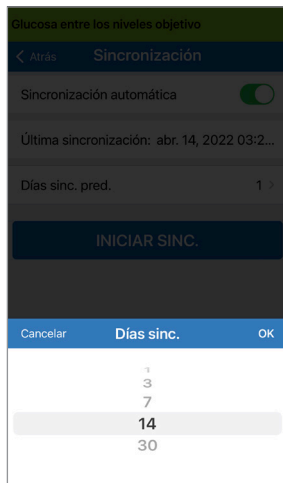 Glucosa entre los niveles objetivo
Atrás Sincronización
Sincronización automática
Última sincronización: abr. 14, 2022 03:2...
Días sinc. pred. 1
INICIAR SINC.
Cancelar Días sinc. OK
1
3
7
14
30